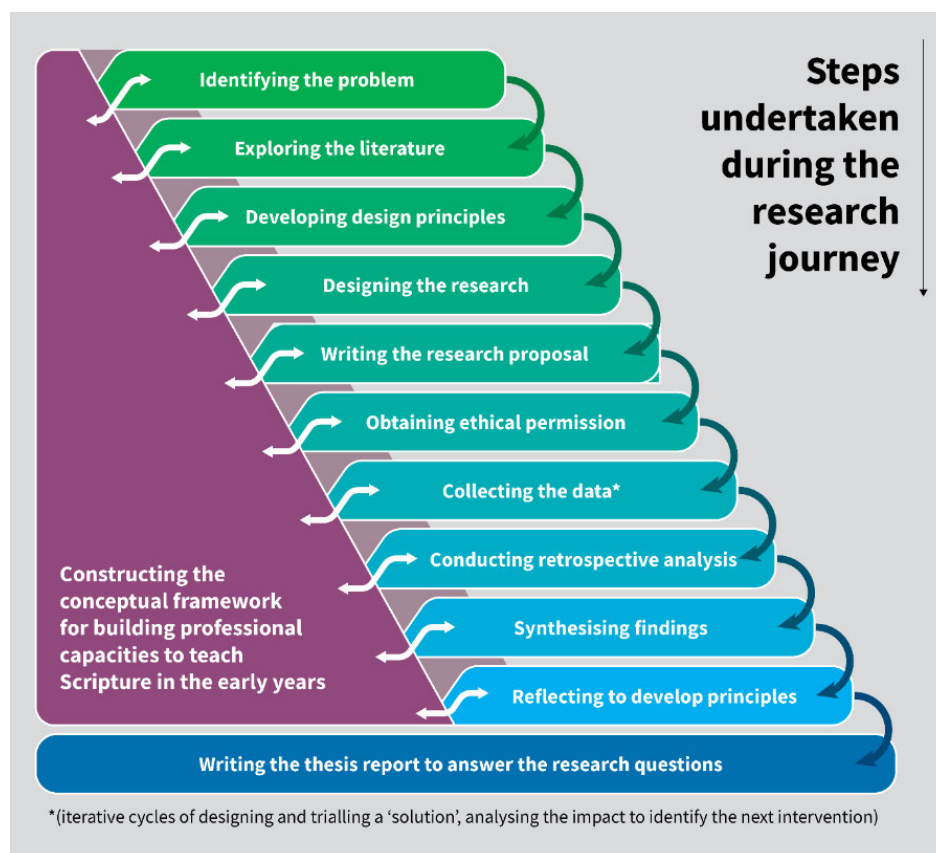 Steps
undertaken
during the
research
journey
Identifying the problem
Exploring the literature
Developing design principles
Designing the research
Writing the research proposal
Obtaining ethical permission
Collecting the data*
Conducting retrospective analysis
Synthesising findings
Reflecting to develop principles
Constructing the
conceptual framework
for building professional
capacities to teach
Scripture in the early years
Writing the thesis report to answer the research questions
*(iterative cycles of designing and trialling a ‘solution’, analysing the impact to identify the next intervention)